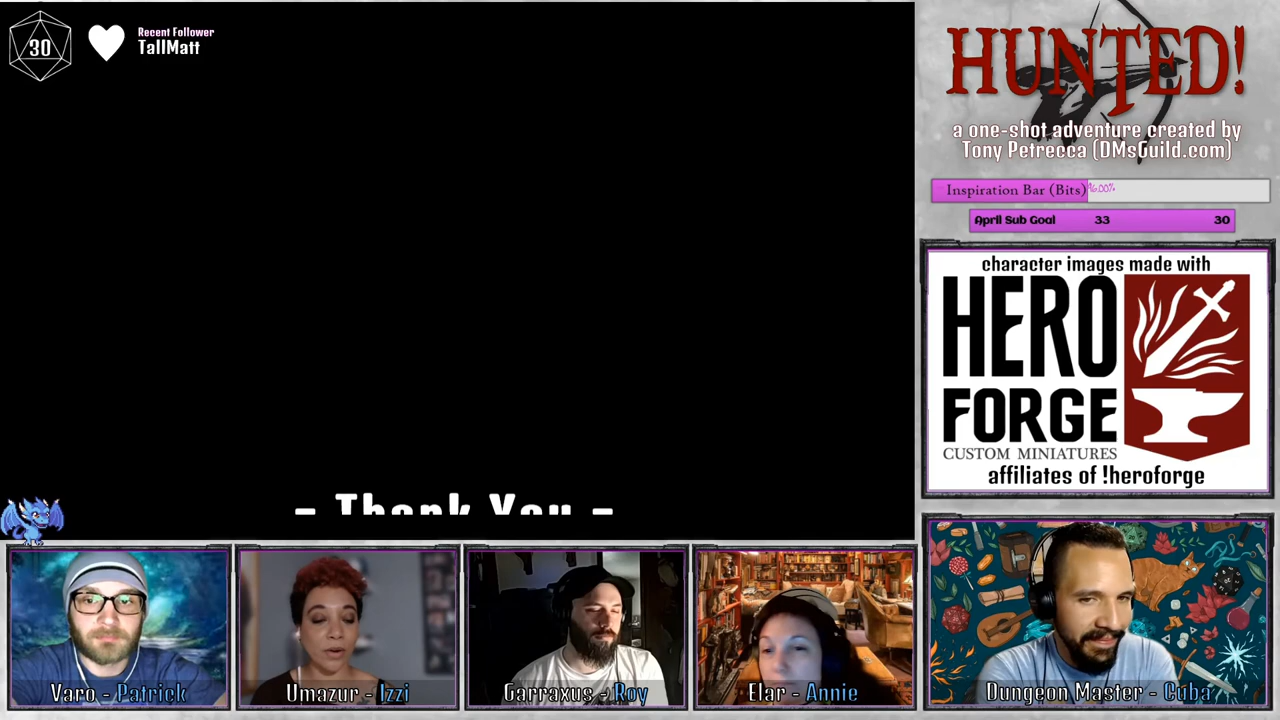 30
Recent Follower
TallMatt
HUNTED!
a one-shot adventure created by
Tony Petrecca (DMsGuild.com)
Inspiration Bar (Bits)
April Sub Goal 33 30
character images made with
HERO
FORGE
CUSTOM MINIATURES
affiliates of !heroforge
- Thank You -
Varo - Patrick
Umazur - Izzi
Garraxus - Roy
Elar - Annie
Dungeon Master - Cuba